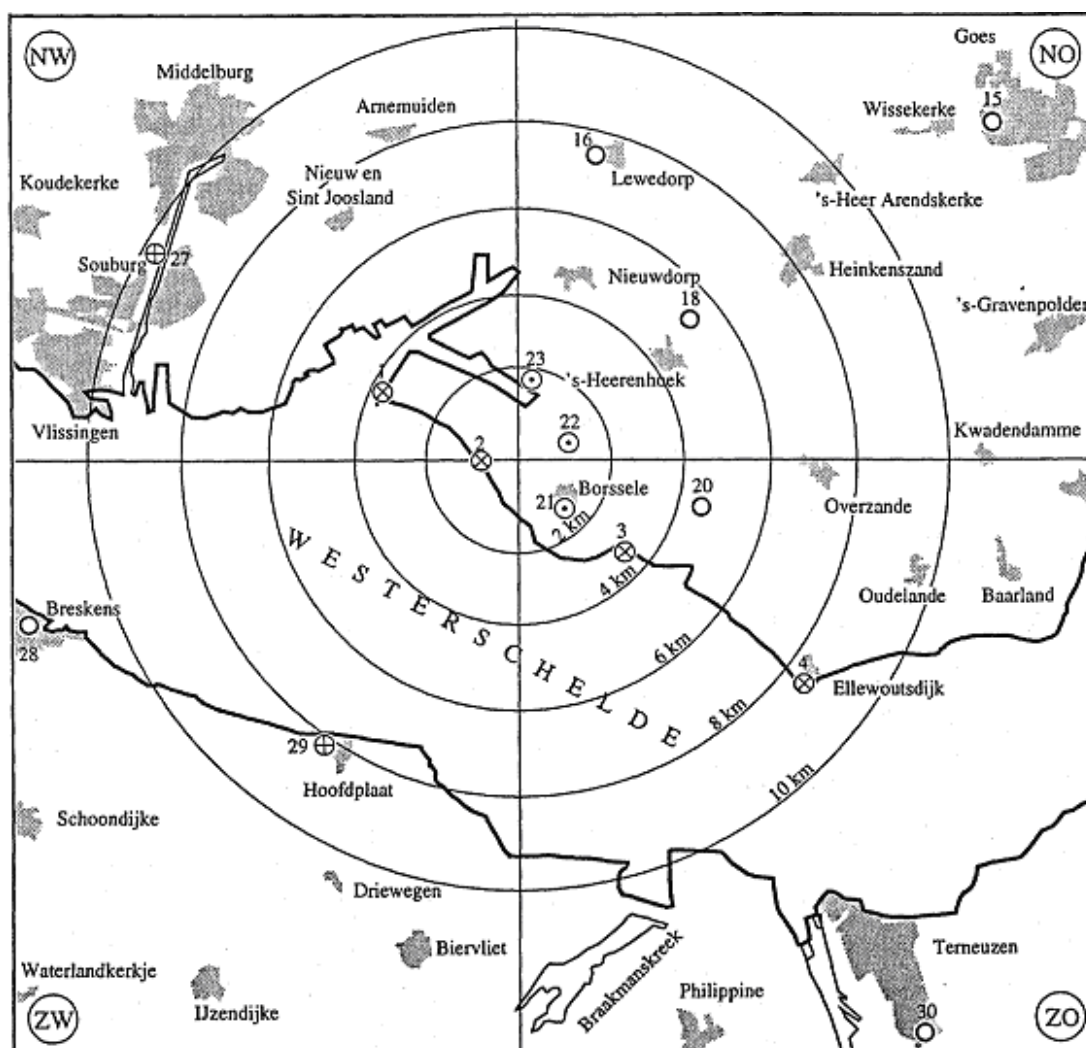 NW
NO
Goes
Middelburg
15
Arnemuiden
Wissekerke
16
Koudekerke
Nieuw en
Sint Joosland
Lewedorp
's-Heer Arendskerke
27
Souburg
Nieuwdorp
Heinkenszand
18
's-Gravenpolder
23
's-Heerenhoek
1
Vlissingen
22
Kwadendamme
2
Borssele
20
21
Overzande
2 km
3
WESTERSCHELDE
4 km
Breskens
Oudelande
Baarland
28
6 km
4
Ellewoutsdijk
8 km
29
Hoofdplaat
10 km
Schoondijke
Driewegen
Biervliet
Terneuzen
Waterlandkerkje
IJzendijke
Braakmanskreek
Philippine
ZW
30
ZO